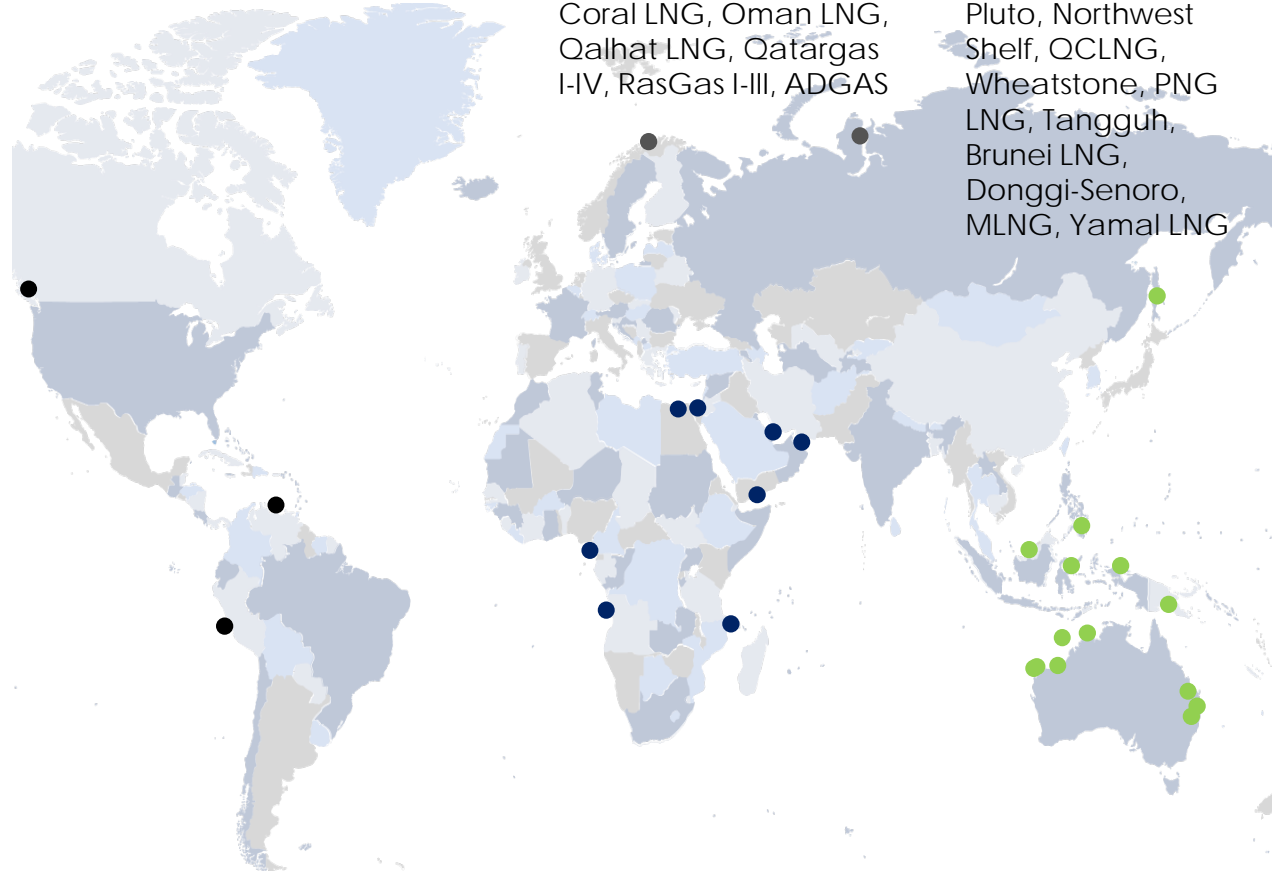 Coral LNG, Oman LNG,
Qalhat LNG, Qatargas
I-IV, RasGas I-III, ADGAS
Pluto, Northwest
Shelf, QCLNG,
Wheatstone, PNG
LNG, Tangguh,
Brunei LNG,
Donggi-Senoro,
MLNG, Yamal LNG